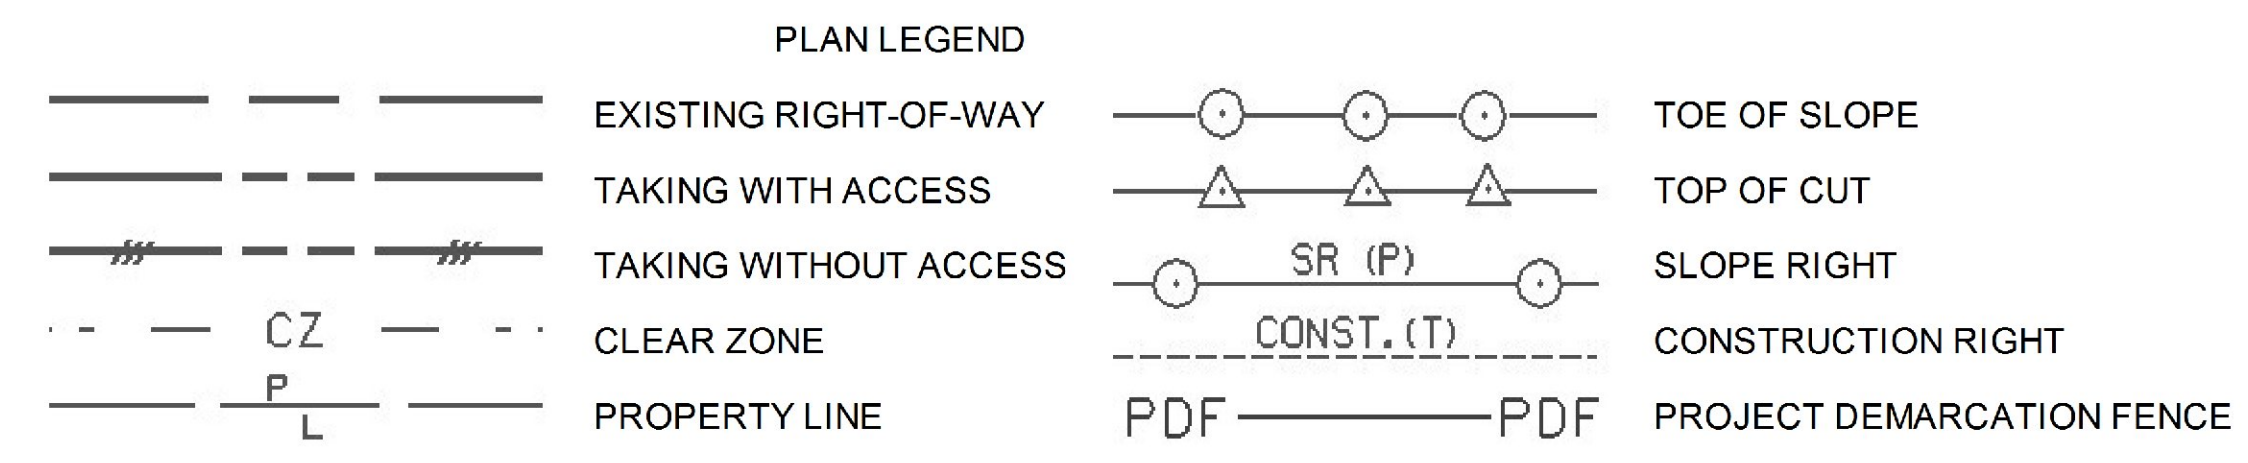 PLAN LEGEND
EXISTING RIGHT-OF-WAY
TAKING WITH ACCESS
TAKING WITHOUT ACCESS
CZ
CLEAR ZONE
P
L
PROPERTY LINE
TOE OF SLOPE
TOP OF CUT
SR (P)
SLOPE RIGHT
CONST. (T)
CONSTRUCTION RIGHT
PDF PDF
PROJECT DEMARCATION FENCE